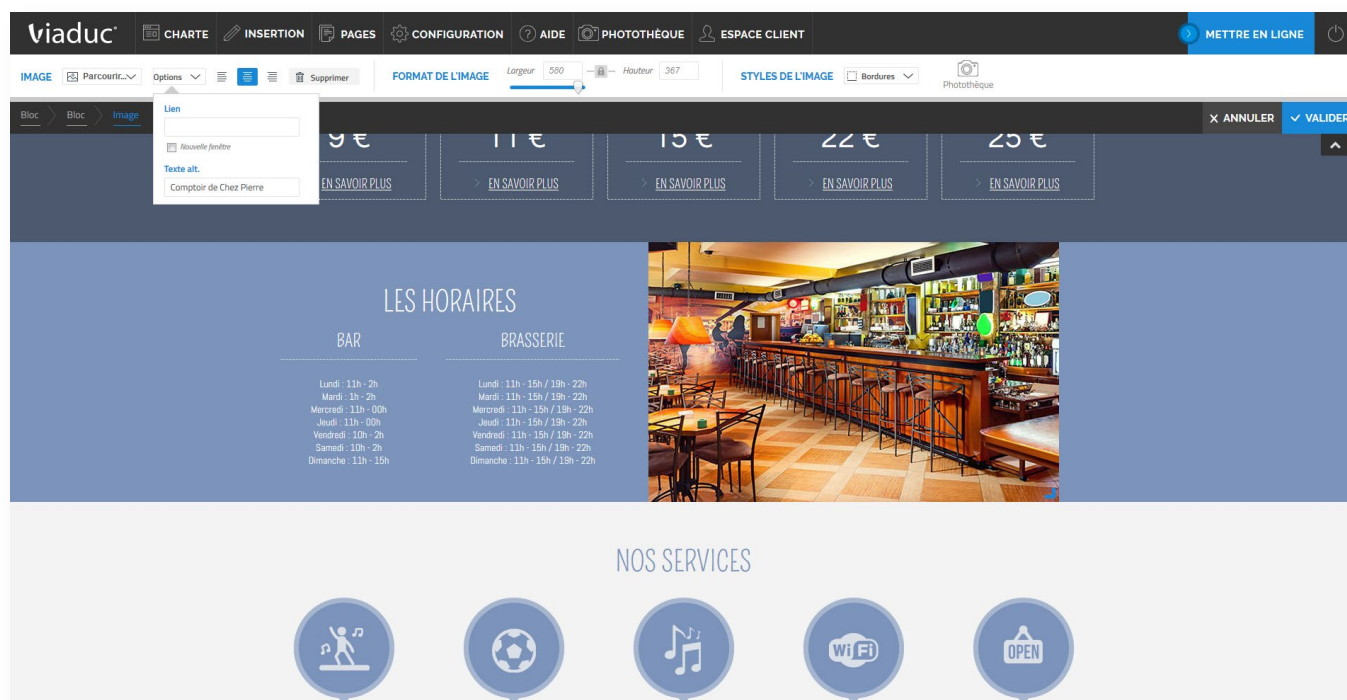 Viaduc CHARTE INSERTION PAGES CONFIGURATION AIDE PHOTOTHÈQUE ESPACE CLIENT METTRE EN LIGNE
IMAGE Parcourir... Options Supprimer FORMAT DE L'IMAGE Largeur 580 Hauteur 367 STYLES DE L'IMAGE Bordures Photothèque
Bloc Bloc Image X ANNULER VALIDER
Lien
Nouvelle fenêtre
Texte alt.
Comptoir de Chez Pierre
9 € 11 € 15 € 22 € 25 €
EN SAVOIR PLUS EN SAVOIR PLUS EN SAVOIR PLUS EN SAVOIR PLUS EN SAVOIR PLUS
LES HORAIRES
BAR
Lundi : 11h - 2h
Mardi : 1h - 2h
Mercredi : 11h - 00h
Jeudi : 11h - 00h
Vendredi : 10h - 2h
Samedi : 10h - 2h
Dimanche : 11h - 15h
BRASSERIE
Lundi : 11h - 15h / 19h - 22h
Mardi : 11h - 15h / 19h - 22h
Mercredi : 11h - 15h / 19h - 22h
Jeudi : 11h - 15h / 19h - 22h
Vendredi : 11h - 15h / 19h - 22h
Samedi : 11h - 15h / 19h - 22h
Dimanche : 11h - 15h / 19h - 22h
NOS SERVICES
WiFi
OPEN